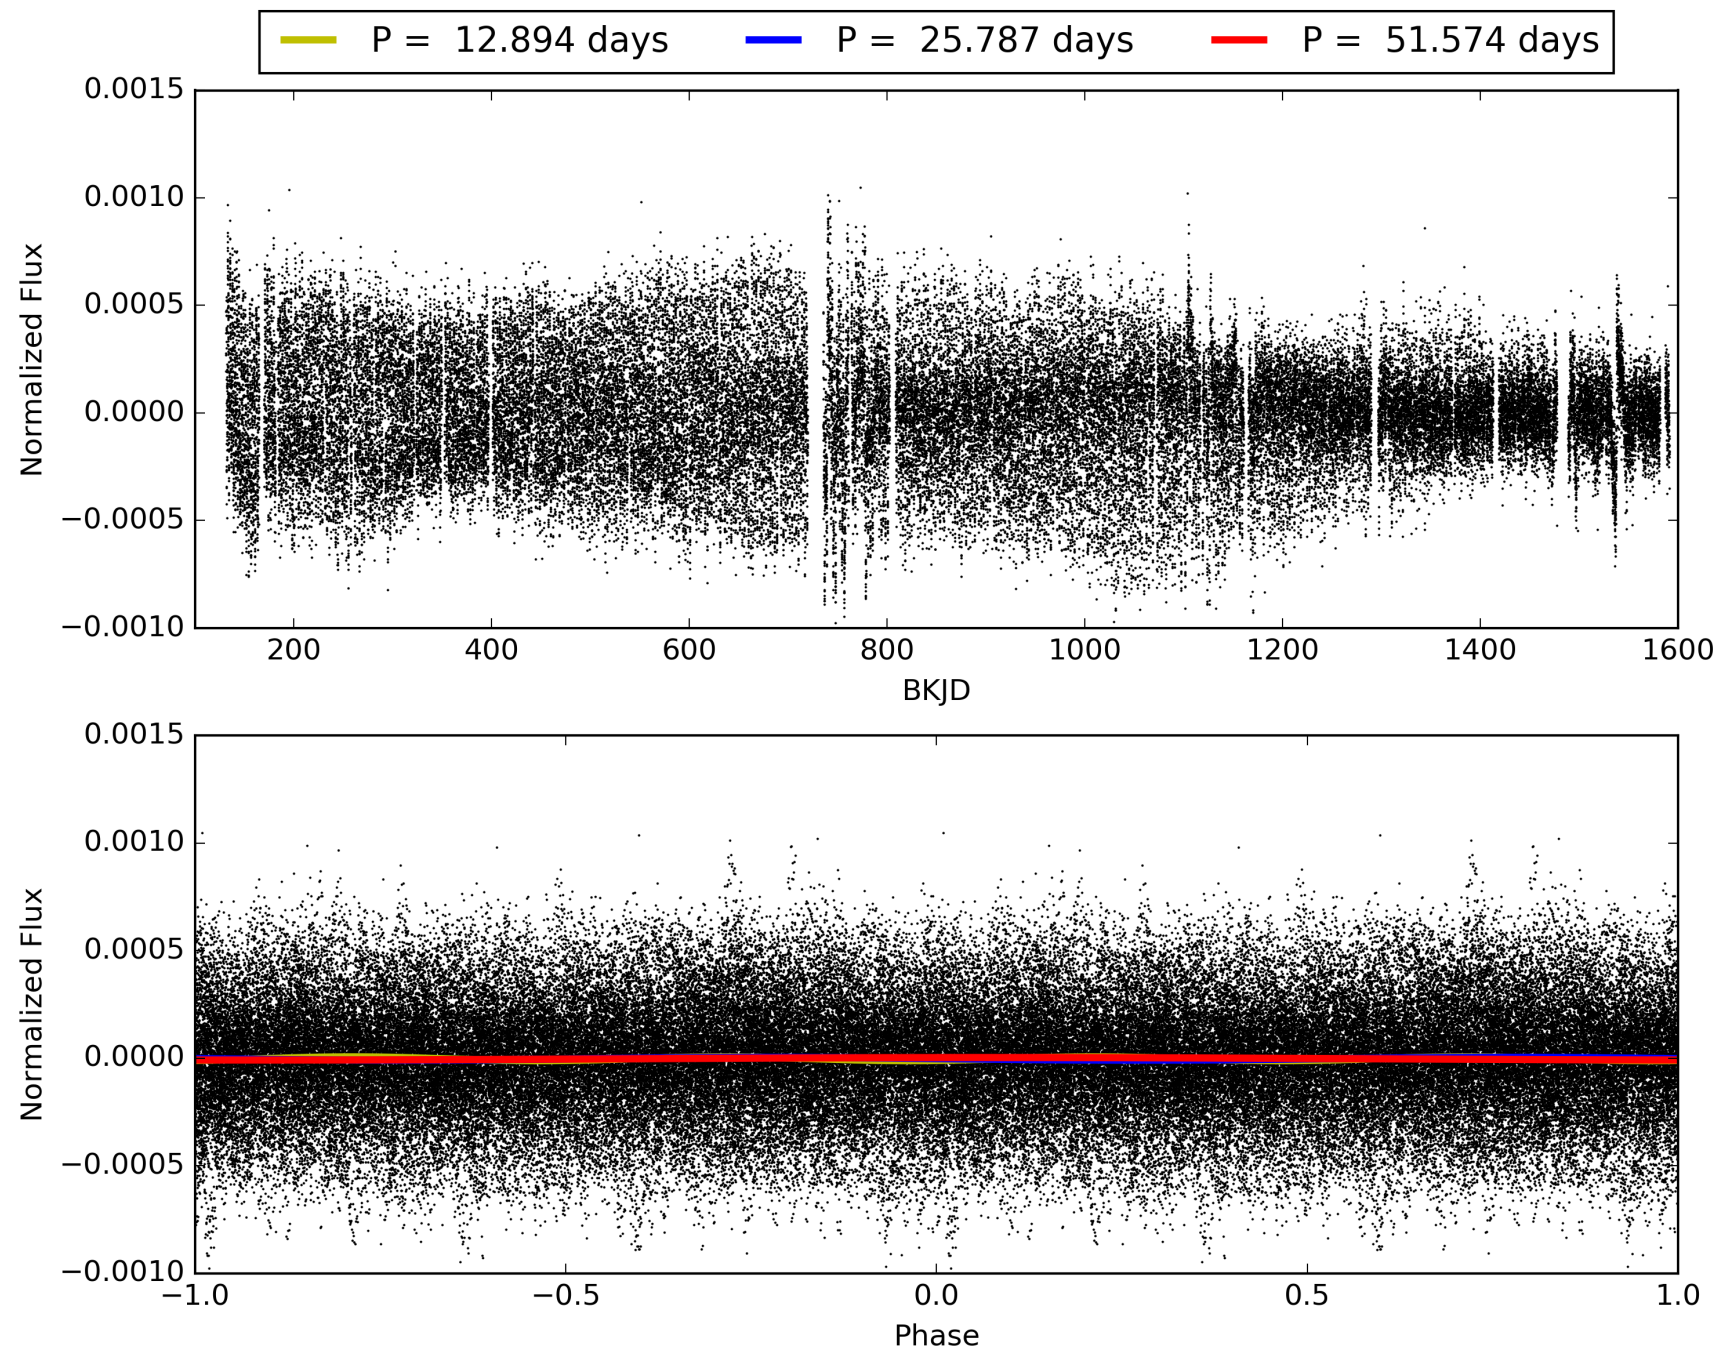 P =  12.894 days  P =  25.787 days  P =  51.574 days
0.0015
0.0010
0.0005
0.0000
−0.0005
−0.0010
Normalized Flux
200 400 600 800 1000 1200 1400 1600
BKJD
0.0015
0.0010
0.0005
0.0000
−0.0005
−0.0010
Normalized Flux
−1.0 −0.5 0.0 0.5 1.0
Phase